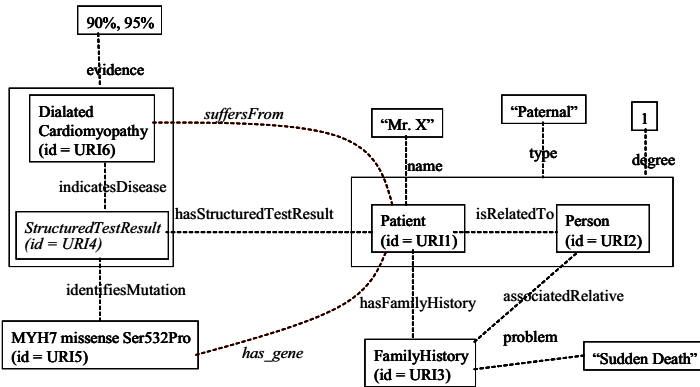 90%, 95%
evidence
Dialated
Cardiomyopathy
(id = URI6)
suffersFrom
"Mr. X"
"Paternal"
1
name
type
degree
indicatesDisease
StructuredTestResult
(id = URI4)
hasStructuredTestResult
Patient
(id = URI1)
isRelatedTo
Person
(id = URI2)
identifiesMutation
hasFamilyHistory
associatedRelative
MYH7 missense Ser532Pro
(id = URI5)
has_gene
FamilyHistory
(id = URI3)
problem
"Sudden Death"